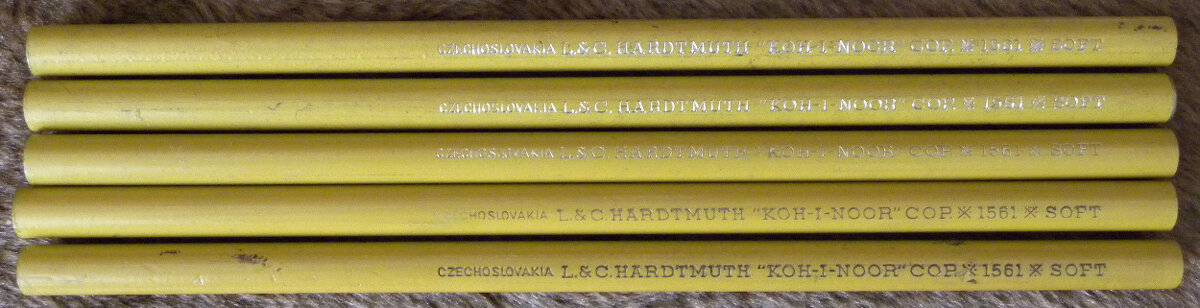 CZECHOSLOVAKIA L.&C. HARDTMUTH "KOH-I-NOOR" COP. ※ 1561 ※ SOFT
CZECHOSLOVAKIA L.&C. HARDTMUTH "KOH-I-NOOR" COP. ※ 1561 ※ SOFT
CZECHOSLOVAKIA L.&C. HARDTMUTH "KOH-I-NOOR" COP. ※ 1561 ※ SOFT
CHOSLOVAKIA L.&C. HARDTMUTH "KOH-I-NOOR" COP. ※ 1561 ※ SOFT
CZECHOSLOVAKIA L.&C. HARDTMUTH "KOH-I-NOOR" COP. ※ 1561 ※ SOFT